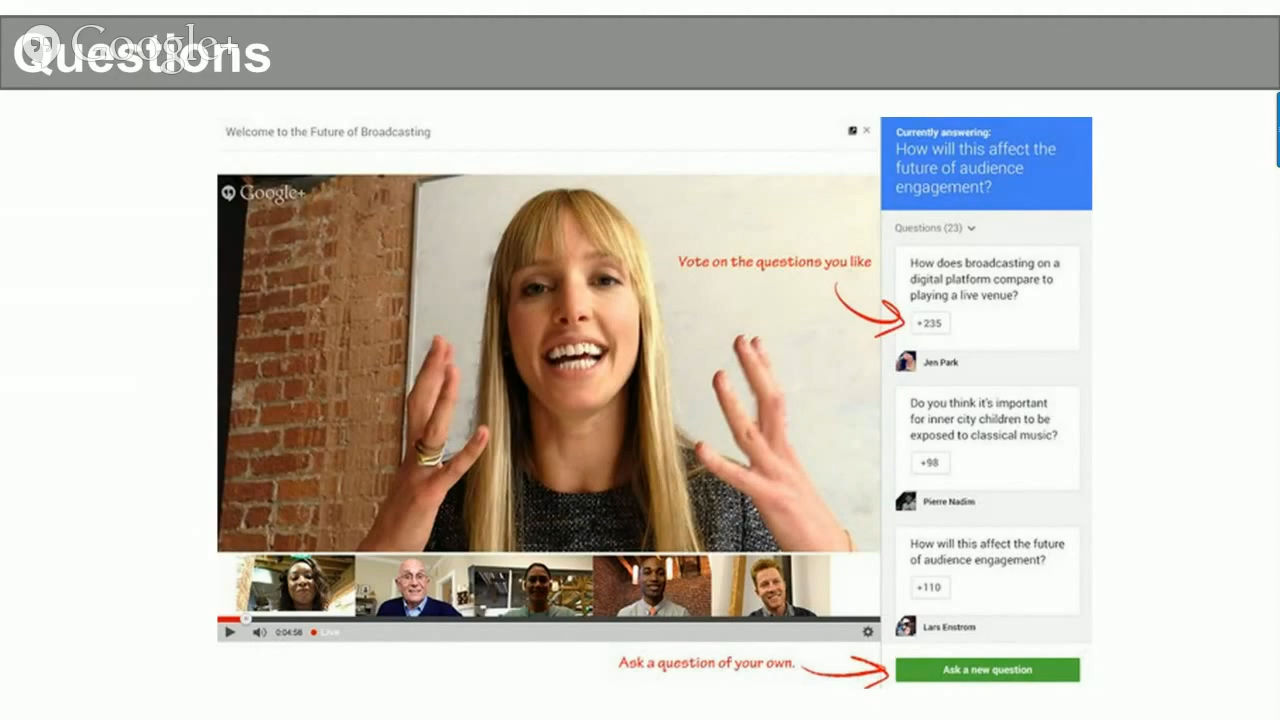 Questions
Google+
Welcome to the Future of Broadcasting
Google+
Vote on the questions you like
Currently answering:
How will this affect the
future of audience
engagement?
Questions (23)
How does broadcasting on a
digital platform compare to
playing a live venue?
+235
Jen Park
Do you think it's important
for inner city children to be
exposed to classical music?
+98
Pierre Nadim
How will this affect the future
of audience engagement?
+110
Lars Enstrom
0:04:58
Live
Ask a question of your own.
Ask a new question